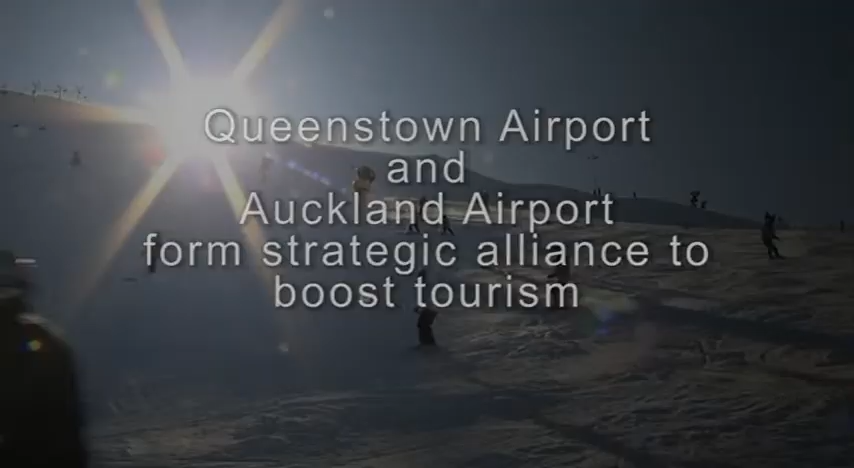 Queenstown Airport
and
Auckland Airport
form strategic alliance to
boost tourism